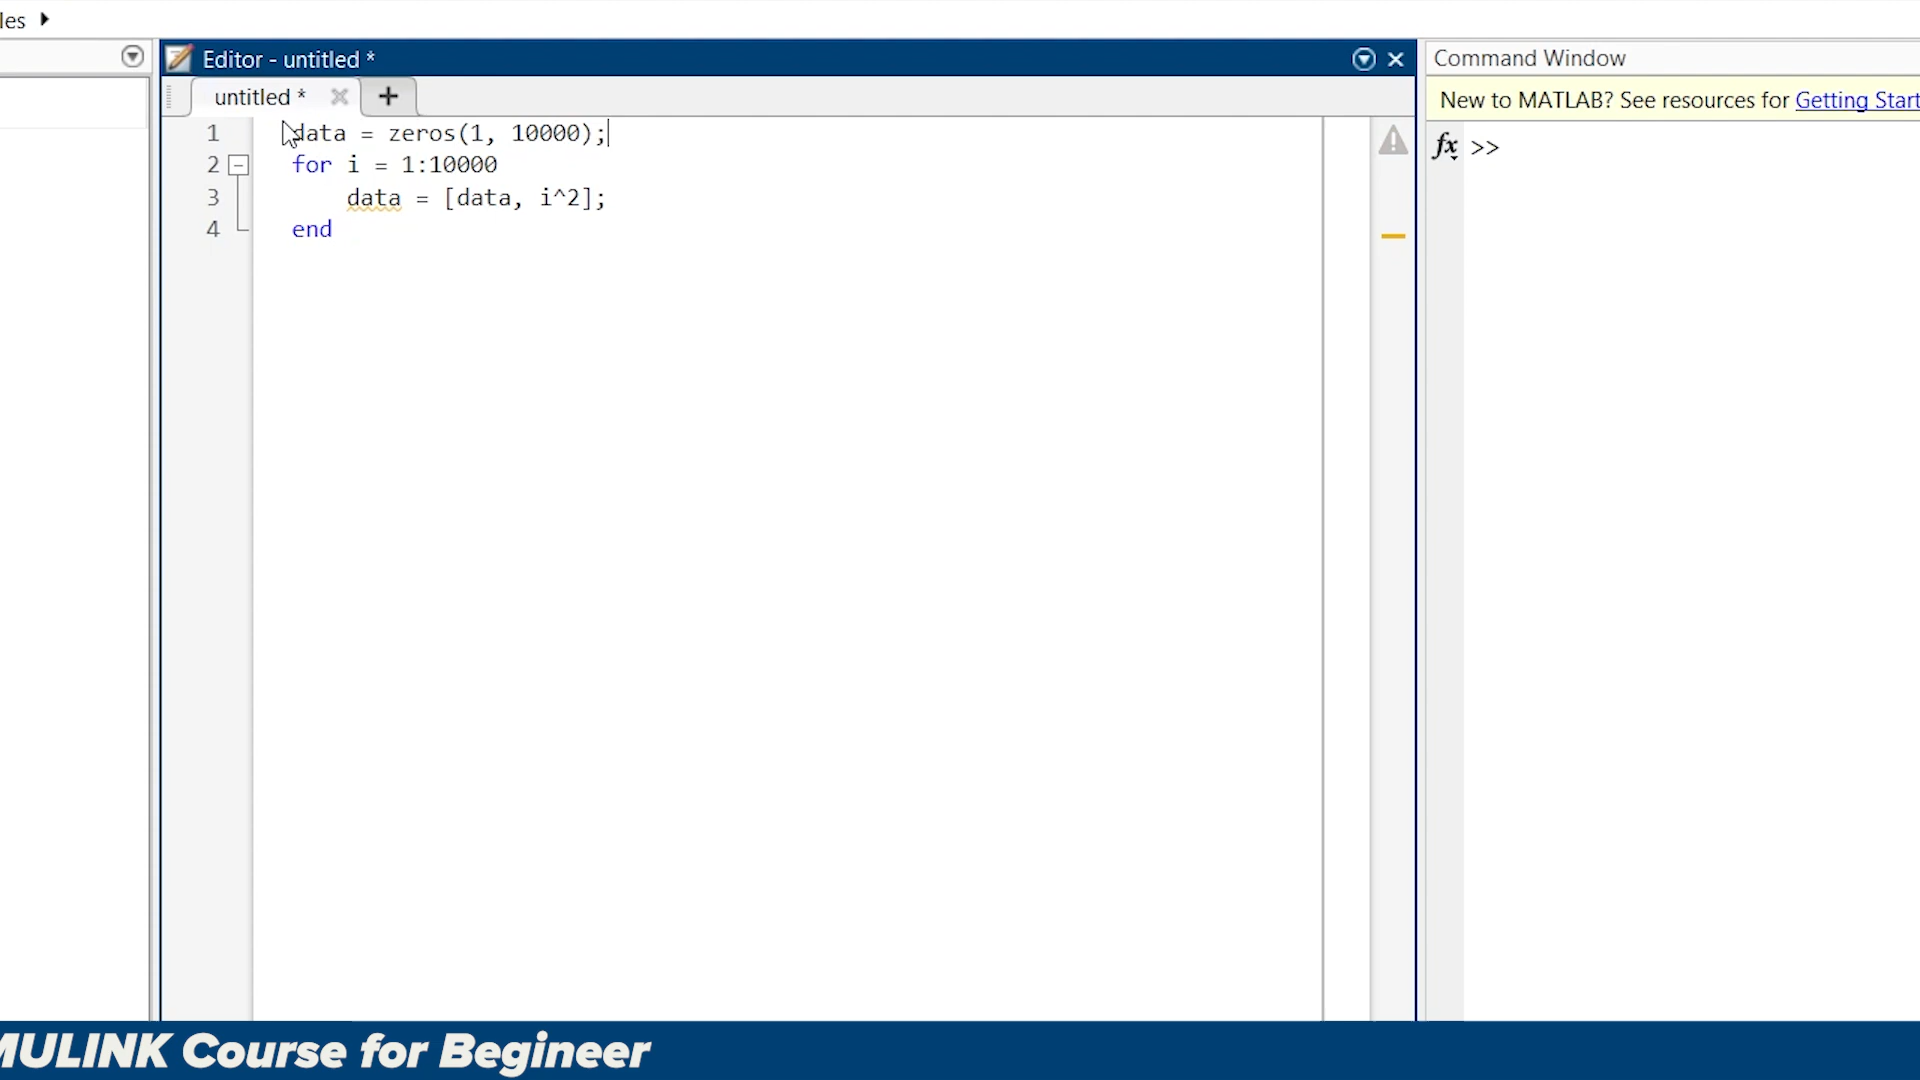 les
Editor - untitled *
untitled *
Command Window
New to MATLAB? See resources for Getting Start
1 data = zeros(1, 10000);
2 for i = 1:10000
3 data = [data, i^2];
4 end
fx >>
MULINK Course for Begineer